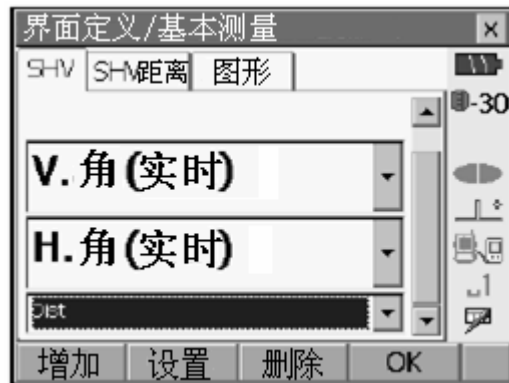 界面定义/基本测量
SHV SHV距离 图形
-30
V.角(实时)
H.角(实时)
Dist
1
增加 设置 删除 OK